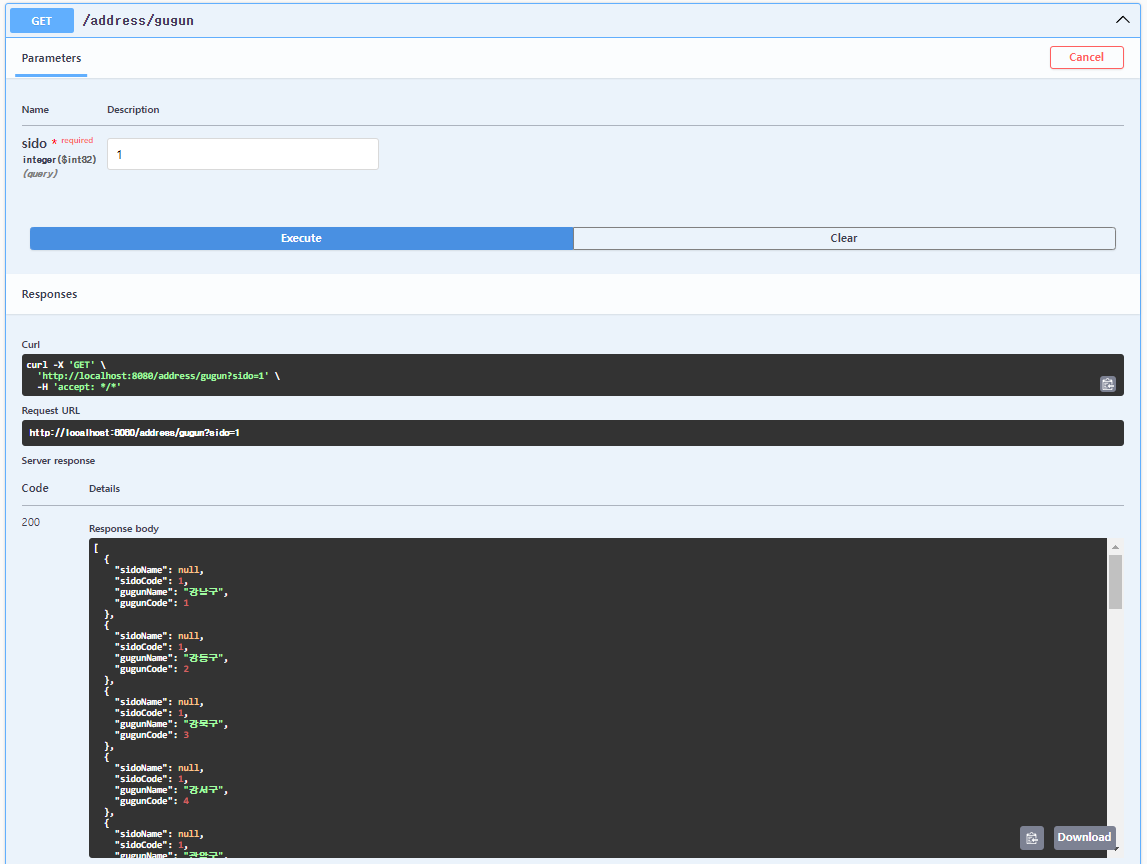 GET /address/gugun
Parameters
Cancel
Name Description
sido * required
integer($int32)
(query)
1
Execute
Clear
Responses
Curl
curl -X 'GET' \
'http://localhost:8080/address/gugun?sido=1' \
-H 'accept: */*'
Request URL
http://localhost:8080/address/gugun?sido=1
Server response
Code Details
200
Response body
[
{
"sidoName": null,
"sidoCode": 1,
"gugunName": "강남구",
"gugunCode": 1
},
{
"sidoName": null,
"sidoCode": 1,
"gugunName": "강동구",
"gugunCode": 2
},
{
"sidoName": null,
"sidoCode": 1,
"gugunName": "강북구",
"gugunCode": 3
},
{
"sidoName": null,
"sidoCode": 1,
"gugunName": "강서구",
"gugunCode": 4
},
{
"sidoName": null,
"sidoCode": 1,
"gugunName": "관악구",
Download